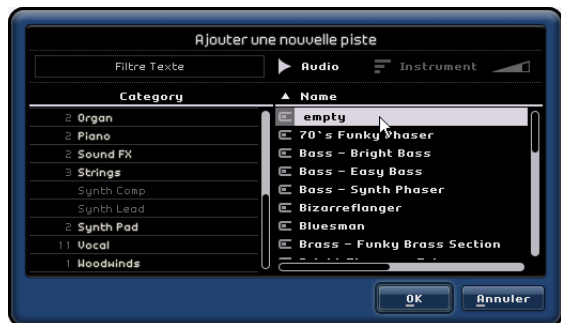 Ajouter une nouvelle piste
Filtre Texte
Audio
Instrument
Category
Name
2 Organ
2 Piano
2 Sound FX
3 Strings
Synth Comp
Synth Lead
2 Synth Pad
11 Vocal
1 Woodwinds
empty
70`s Funky Phaser
Bass - Bright Bass
Bass - Easy Bass
Bass - Synth Phaser
Bizarreflanger
Bluesman
Brass - Funky Brass Section
OK
Annuler